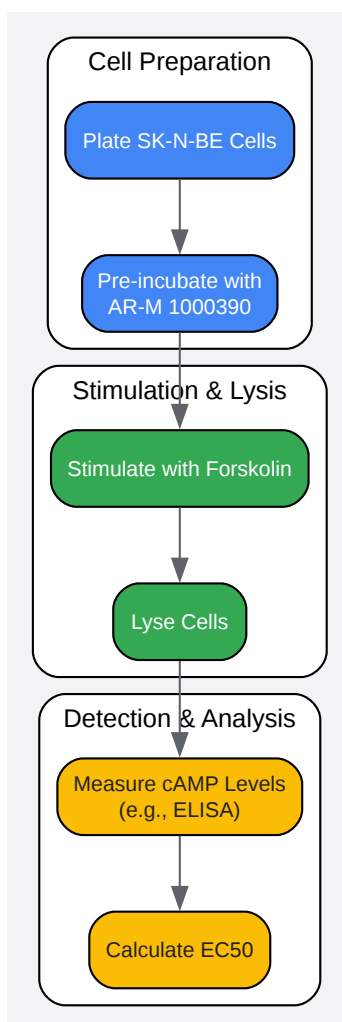 Cell Preparation
Plate SK-N-BE Cells
Pre-incubate with
AR-M 1000390
Stimulation & Lysis
Stimulate with Forskolin
Lyse Cells
Detection & Analysis
Measure cAMP Levels
(e.g., ELISA)
Calculate EC50